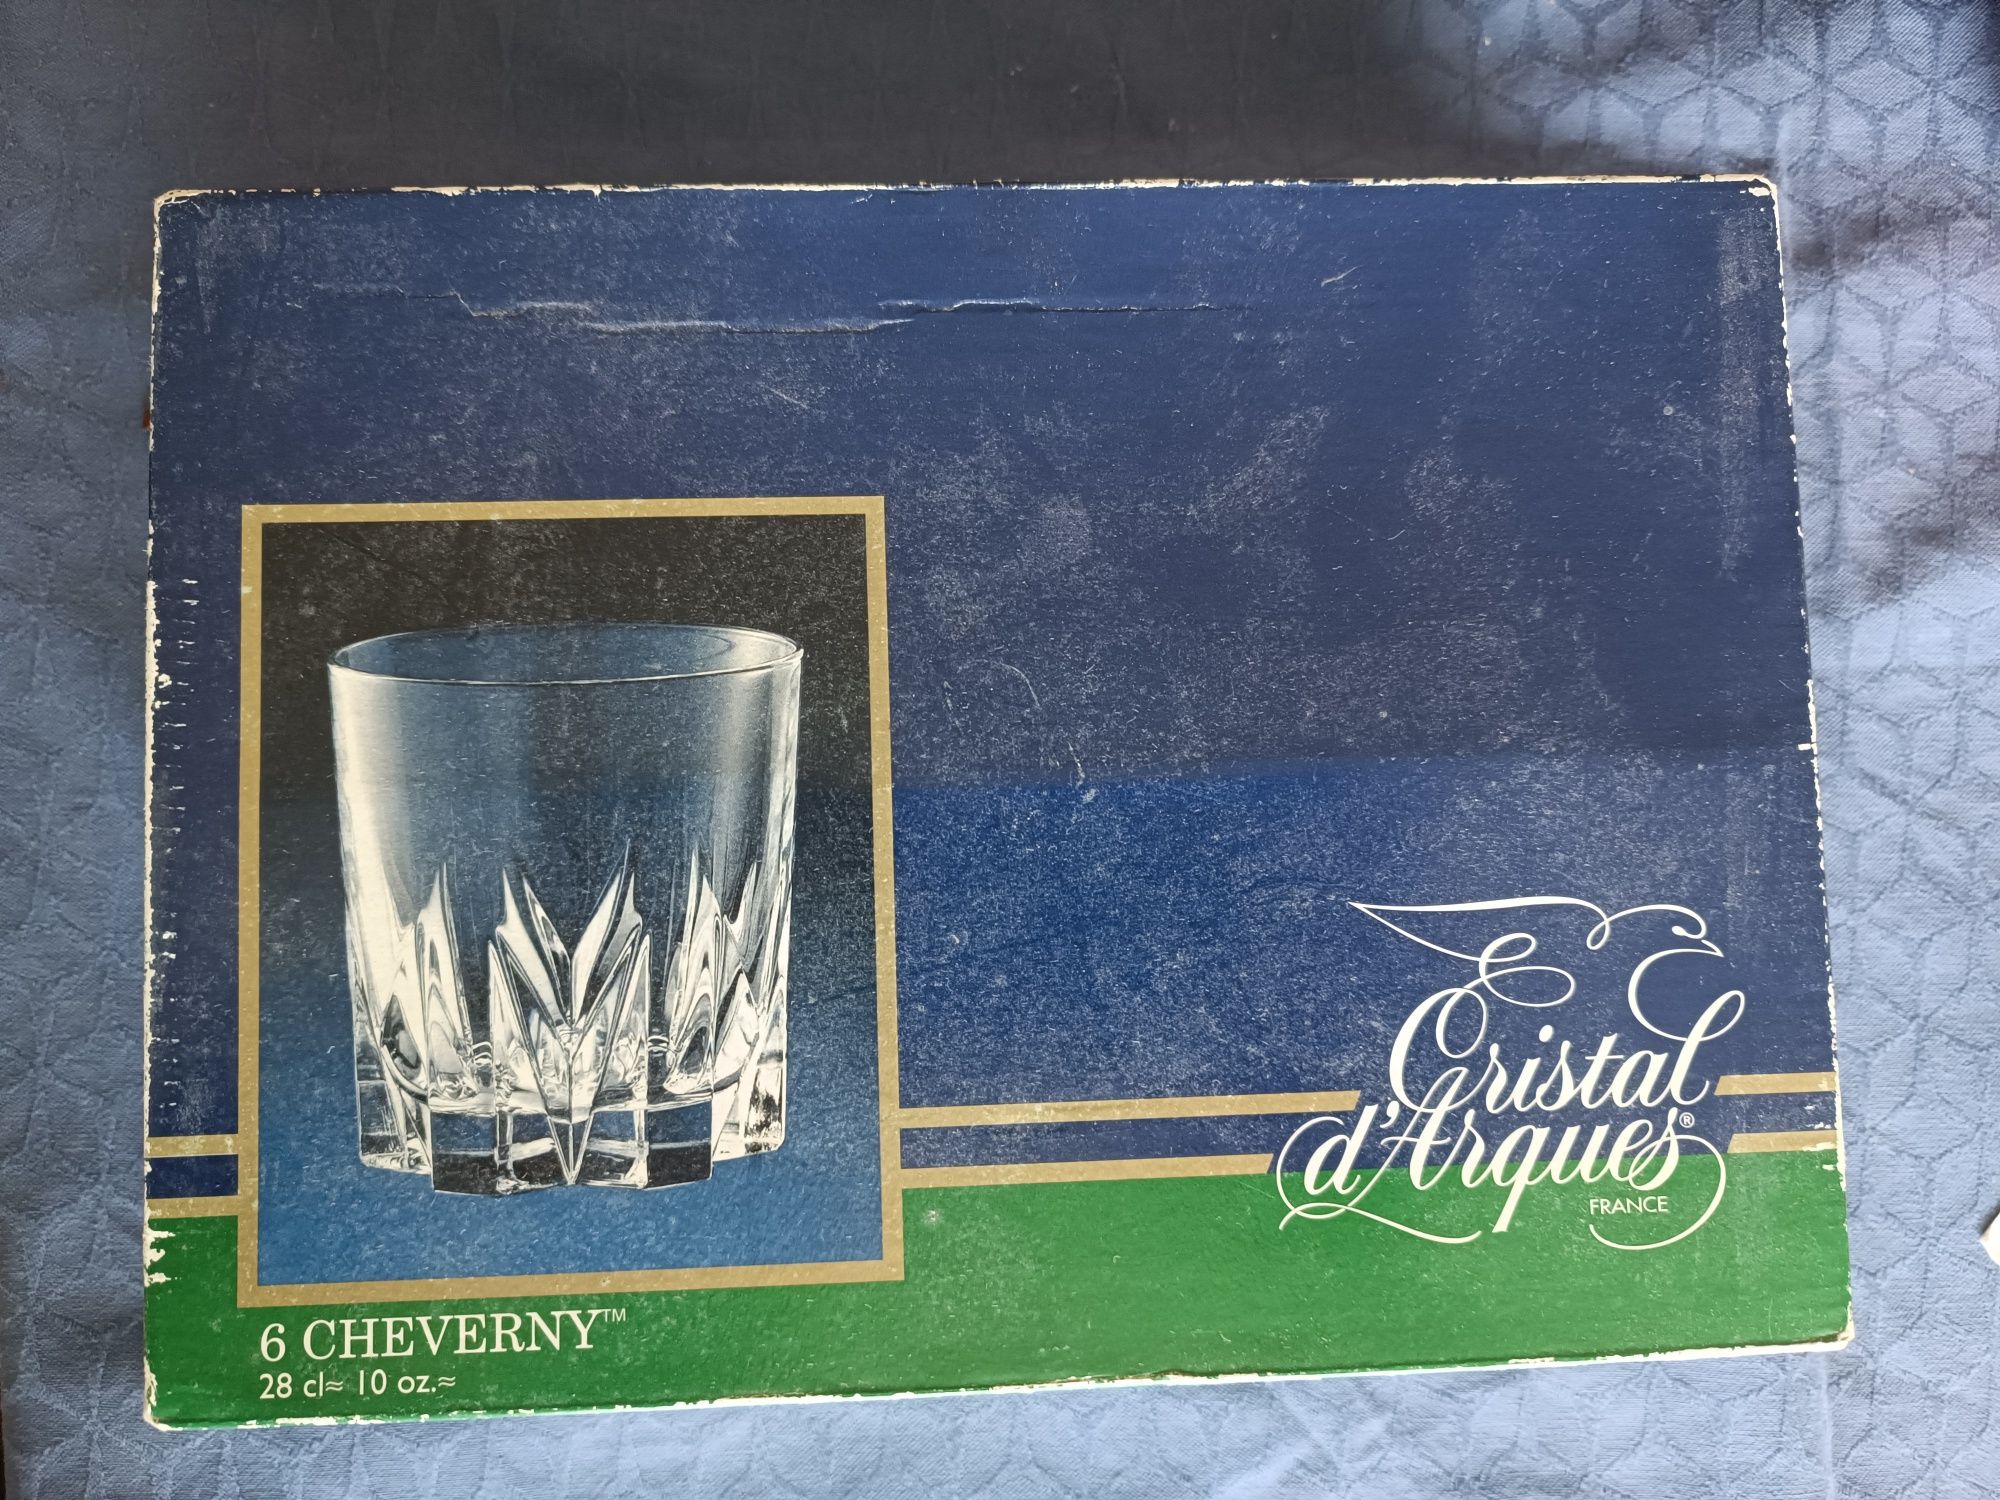 Cristal
d'Arques®
FRANCE
6 CHEVERNY™
28 cl≈ 10 oz.≈